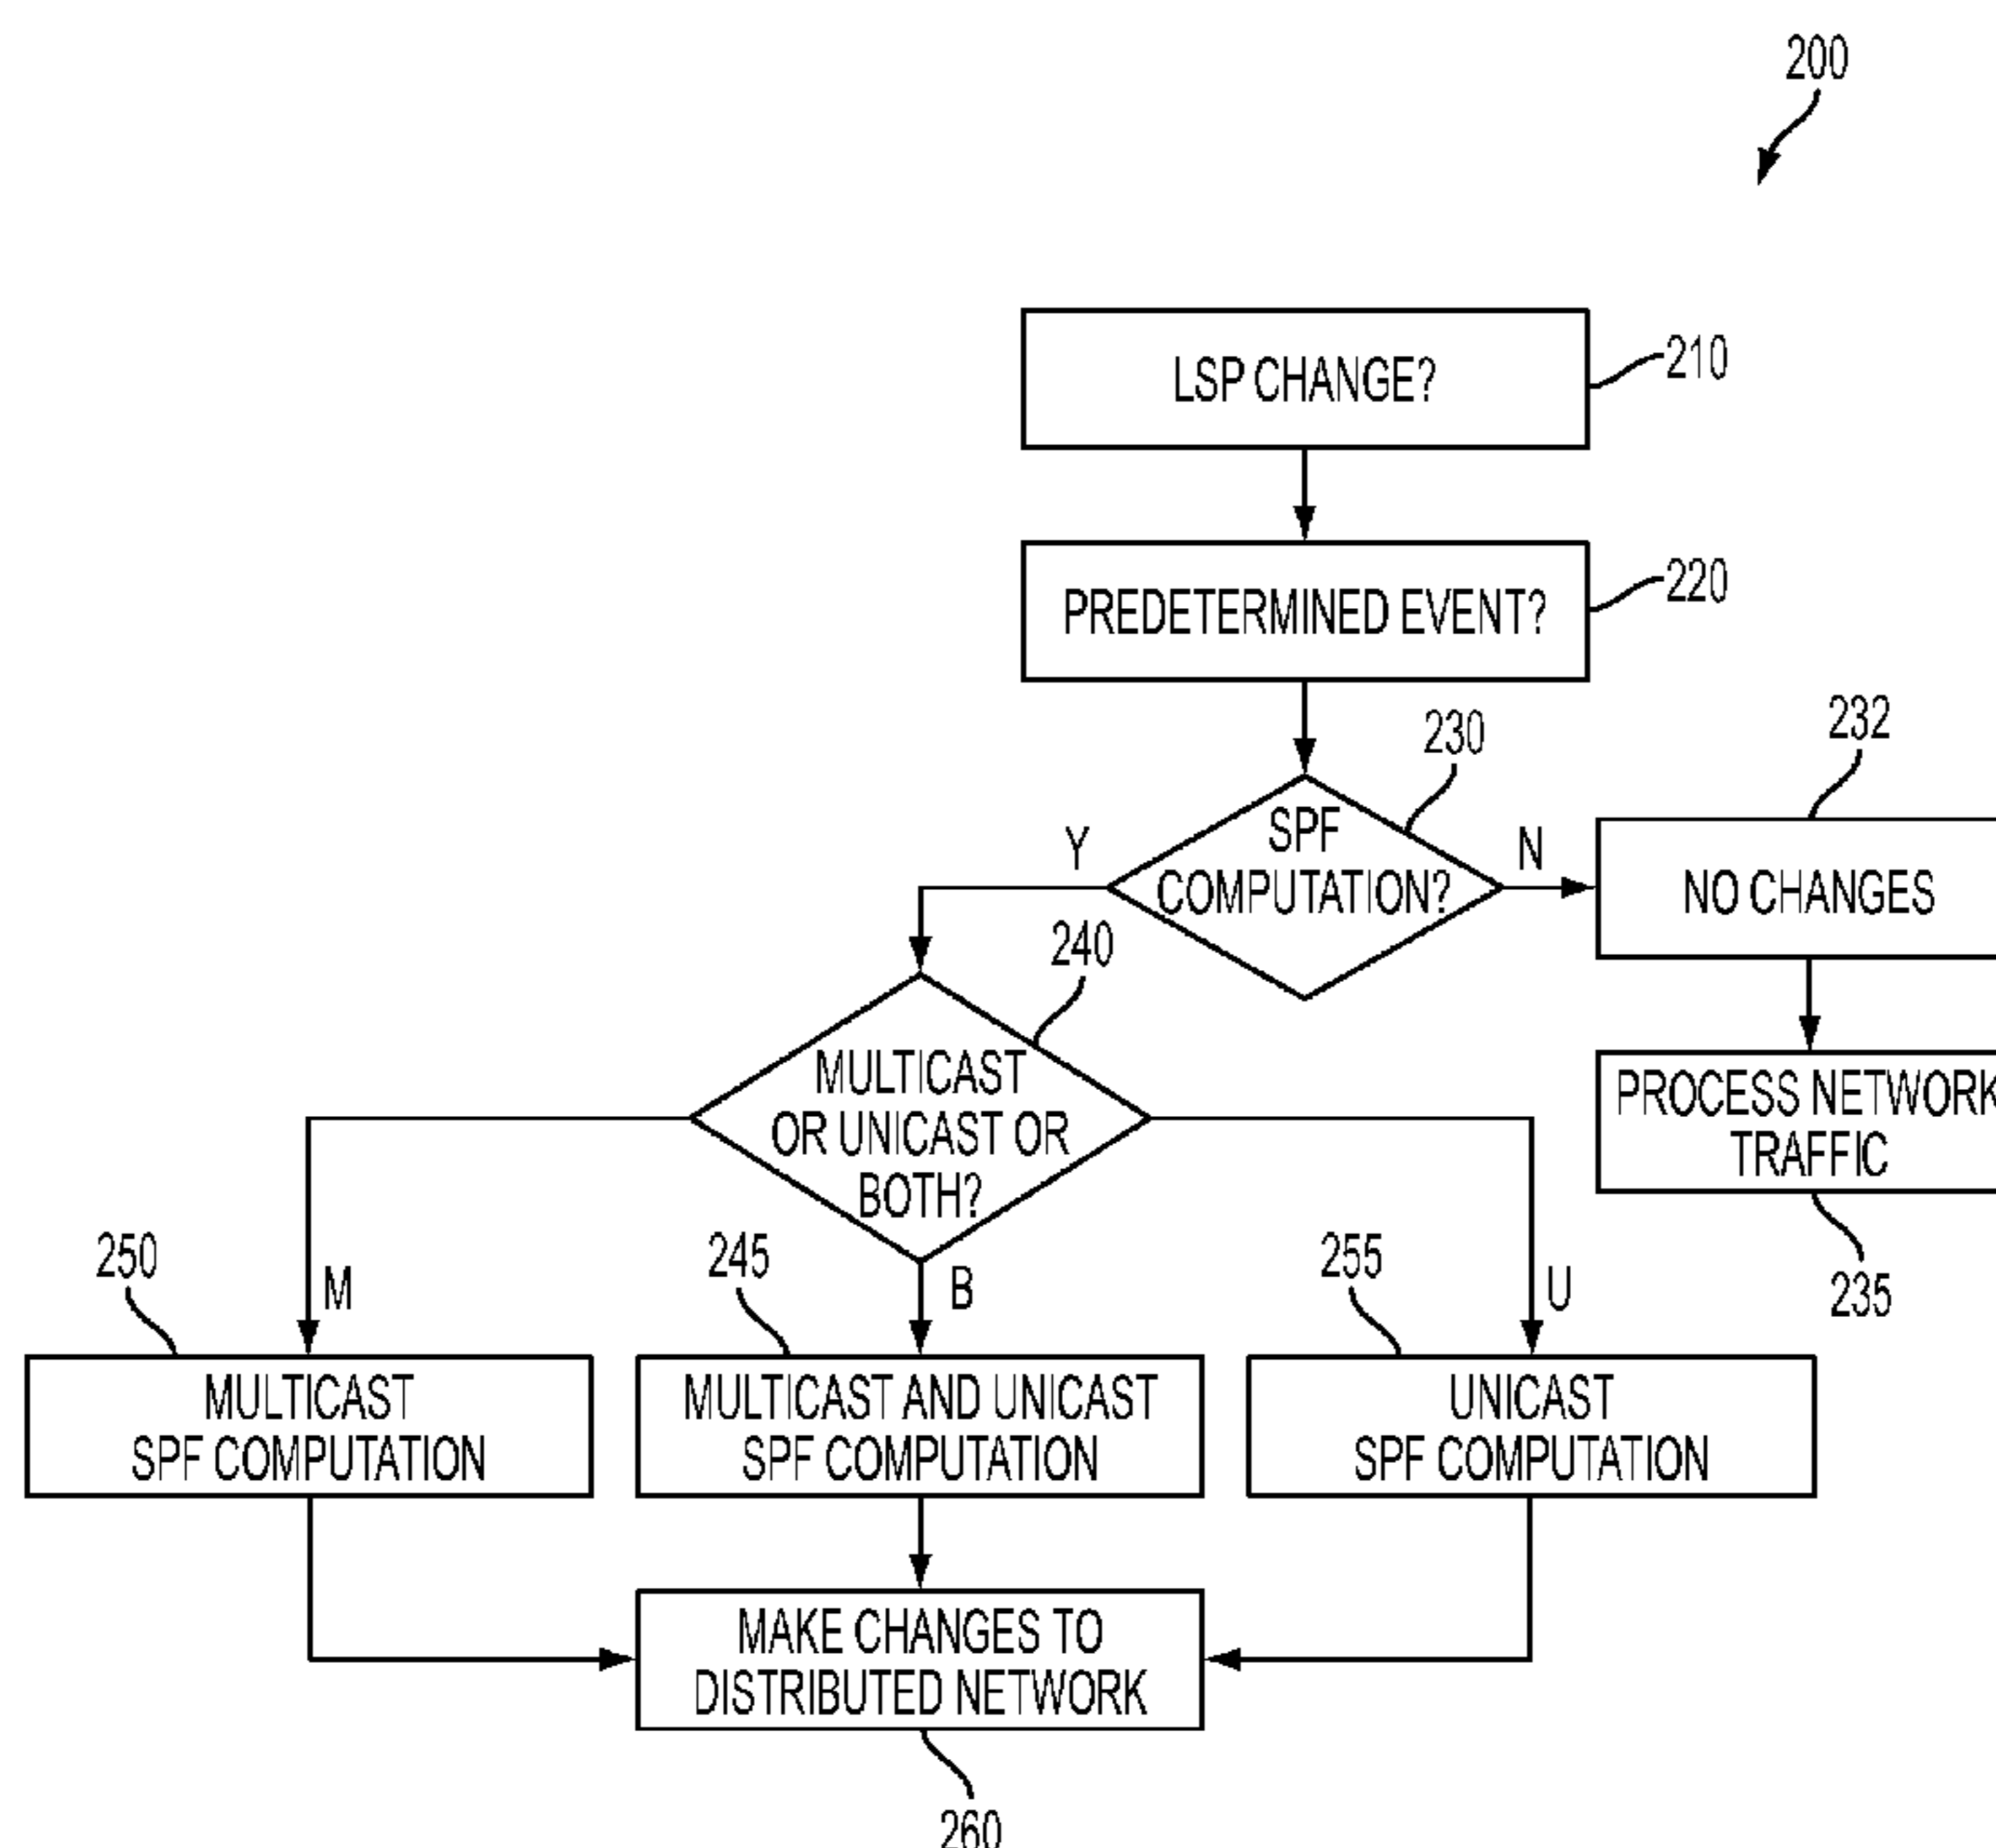 200
LSP CHANGE?
210
PREDETERMINED EVENT?
220
230
232
SPF
COMPUTATION?
Y
N
NO CHANGES
240
MULTICAST
OR UNICAST OR
BOTH?
PROCESS NETWORK
TRAFFIC
235
250
M
245
B
255
U
MULTICAST
SPF COMPUTATION
MULTICAST AND UNICAST
SPF COMPUTATION
UNICAST
SPF COMPUTATION
MAKE CHANGES TO
DISTRIBUTED NETWORK
260